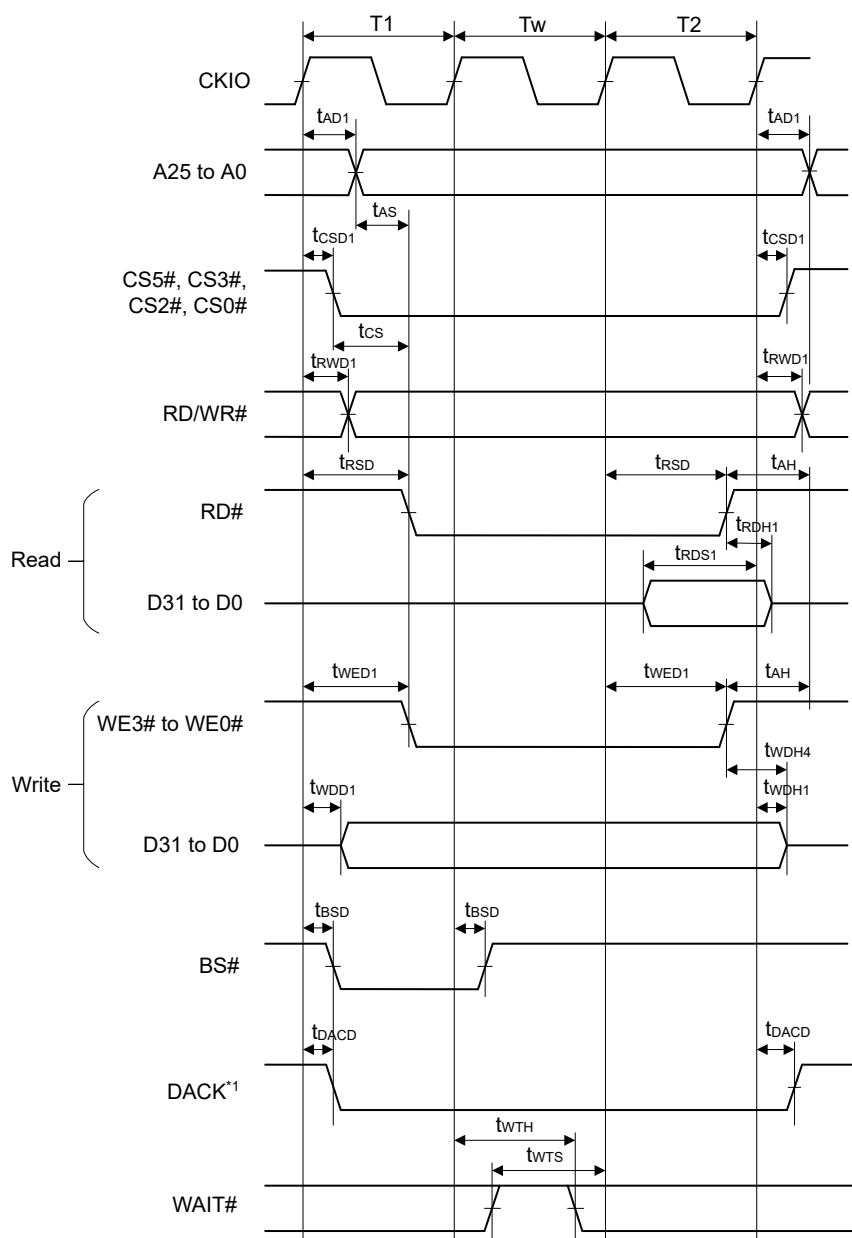 T1 Tw T2
CKIO
tAD1 tAD1
A25 to A0
tAS
tCSD1 tCSD1
CS5#, CS3#,
CS2#, CS0#
tCS
tRWD1 tRWD1
RD/WR#
tRSD tRSD tAH
RD#
tRDH1
Read
tRDS1
D31 to D0
tWED1 tWED1 tAH
WE3# to WE0#
tWDH4
Write
tWDD1 tWDH1
D31 to D0
tBSD tBSD
BS#
tDACD tDACD
DACK*1
tWTH
tWTS
WAIT#